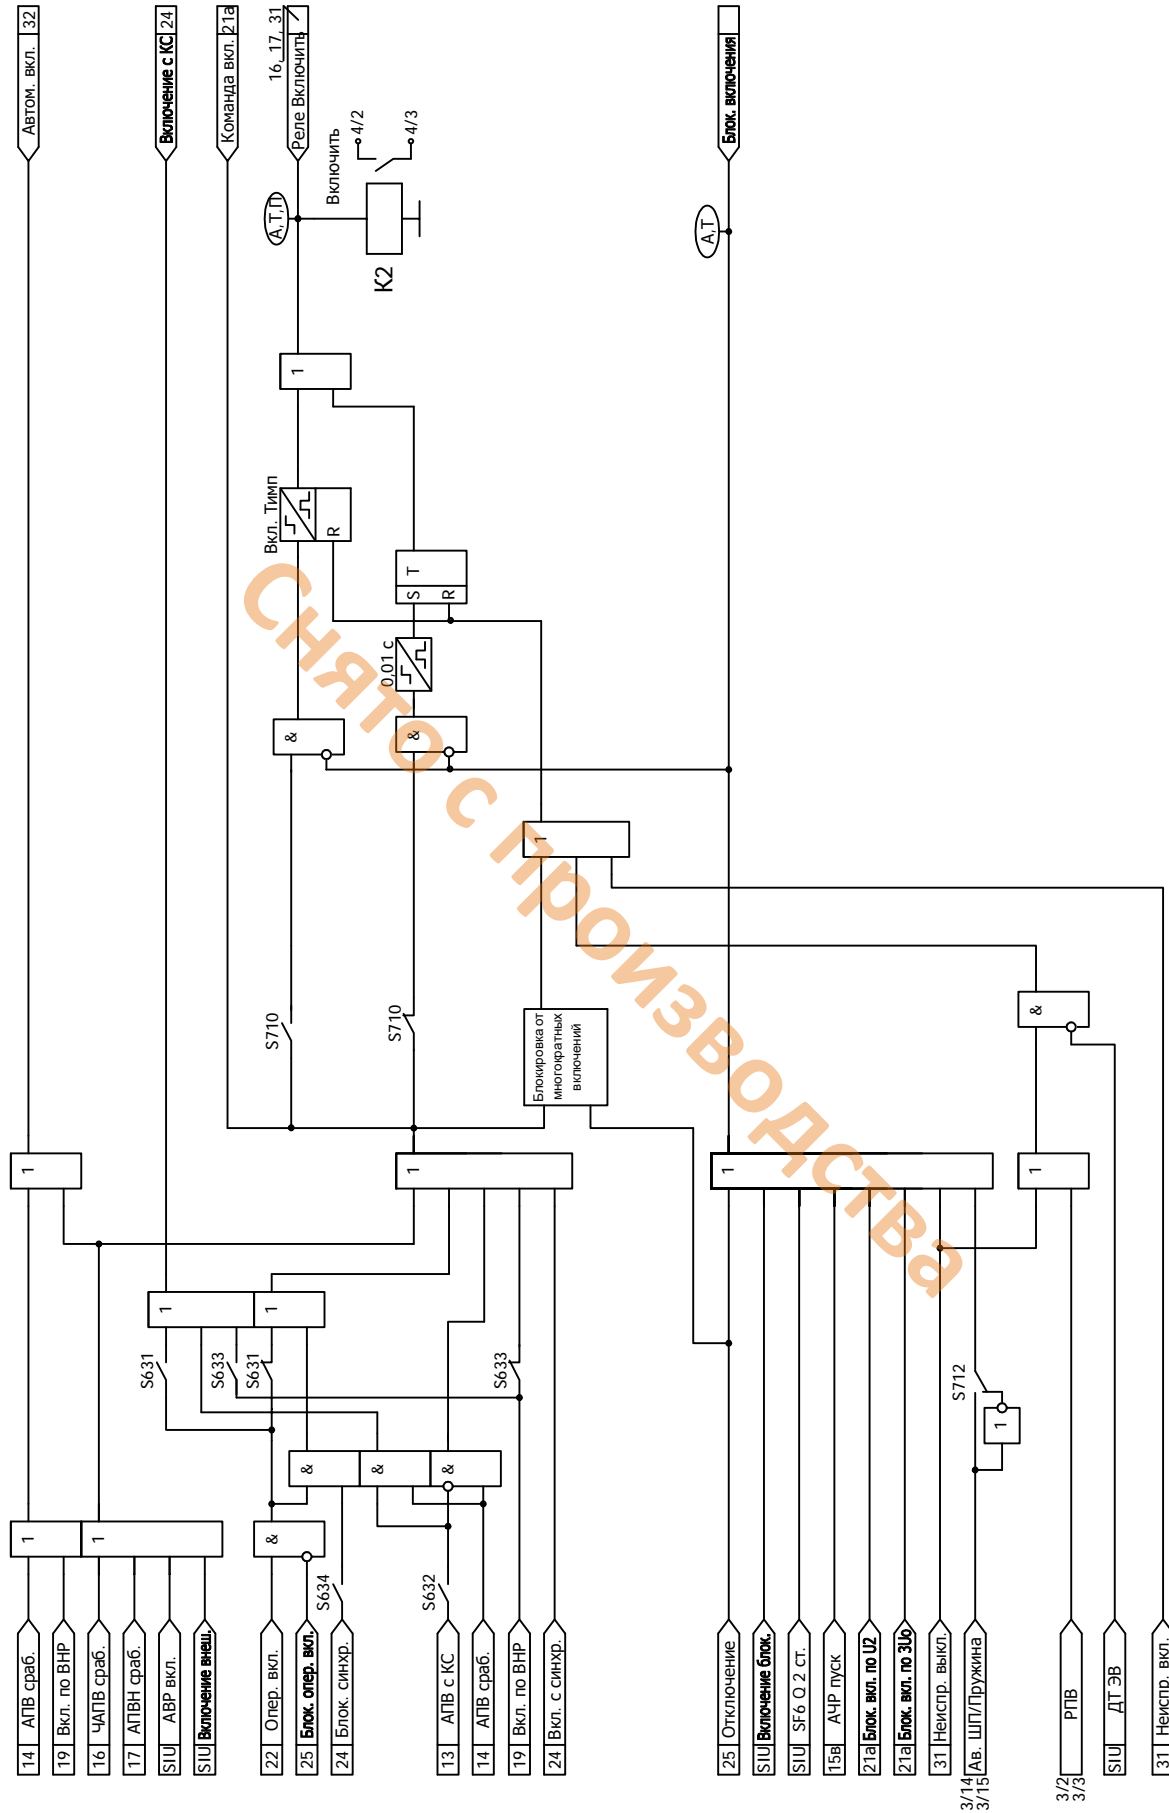 Автом. вкл. 32
Включение с КС 24
Команда вкл. 21а
16, 17, 31
Реле Включить
А,Т,П
Включить
4/2
4/3
К2
Блок. включения
А,Т
1
Вкл. Тимп
R
S T
R
0,01 с
&
&
1
S710
S710
Блокировка от
многократных
включений
&
1
1
1
1
1
1
S631
S633
S631
S633
S712
1
&
&
&
1
1
&
S634
S632
14 АПВ сраб.
19 Вкл. по ВНР
16 ЧАПВ сраб.
17 АПВН сраб.
SIU АВР вкл.
SIU Включение внеш.
22 Опер. вкл.
25 Блок. опер. вкл.
24 Блок. синхр.
13 АПВ с КС
14 АПВ сраб.
19 Вкл. по ВНР
24 Вкл. с синхр.
25 Отключение
SIU Включение блок.
SIU SF6 Q 2 ст.
15в АЧР пуск
21а Блок. вкл. по U2
21а Блок. вкл. по 3Uо
31 Неиспр. выкл.
3/14
3/15
Ав. ШП/Пружина
3/2
3/3
РПВ
SIU ДТ ЭВ
31 Неиспр. вкл.
Снято с производства